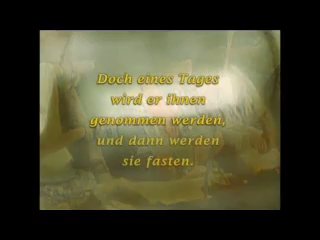 Doch eines Tages
wird er ihnen
genommen werden,
und dann werden
sie fasten.